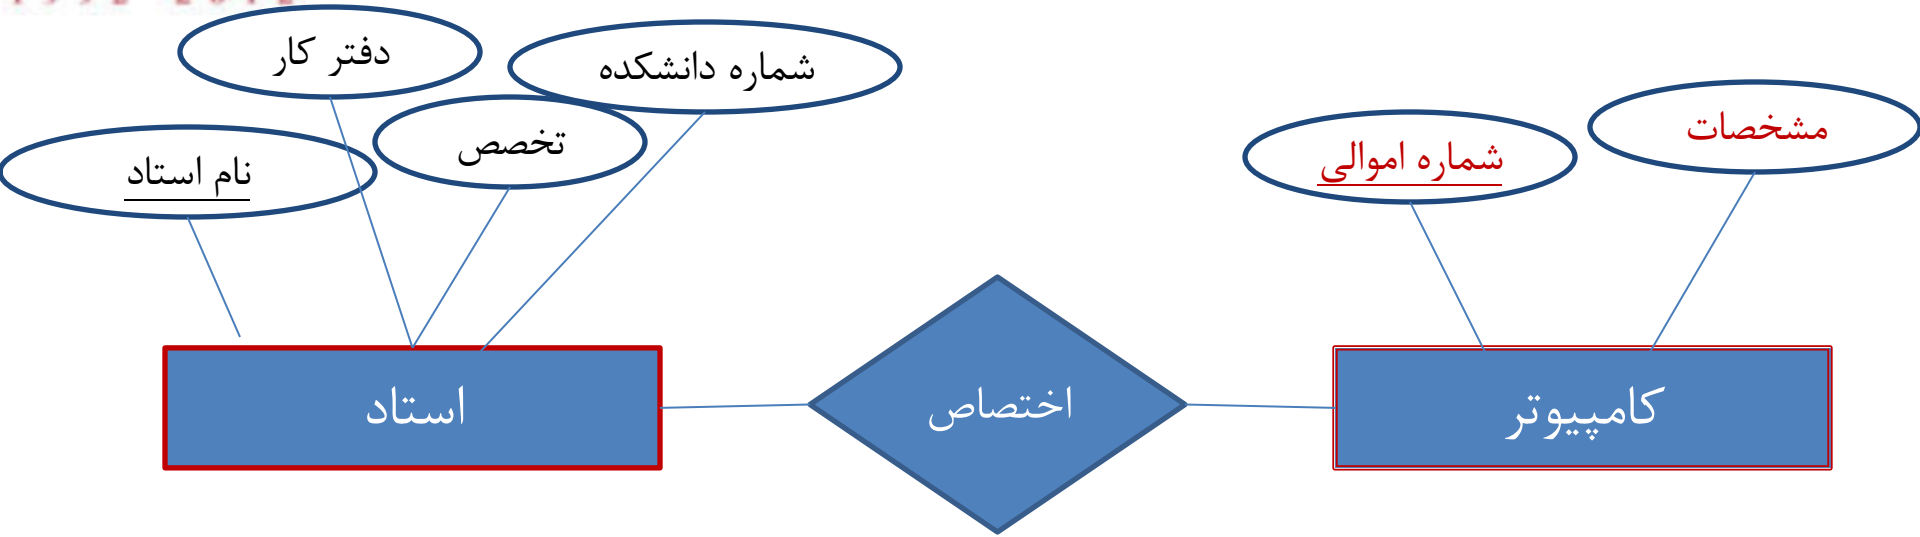 دفتر کار
شماره دانشکده
تخصص
نام استاد
مشخصات
شماره اموالی
استاد
اختصاص
کامپیوتر